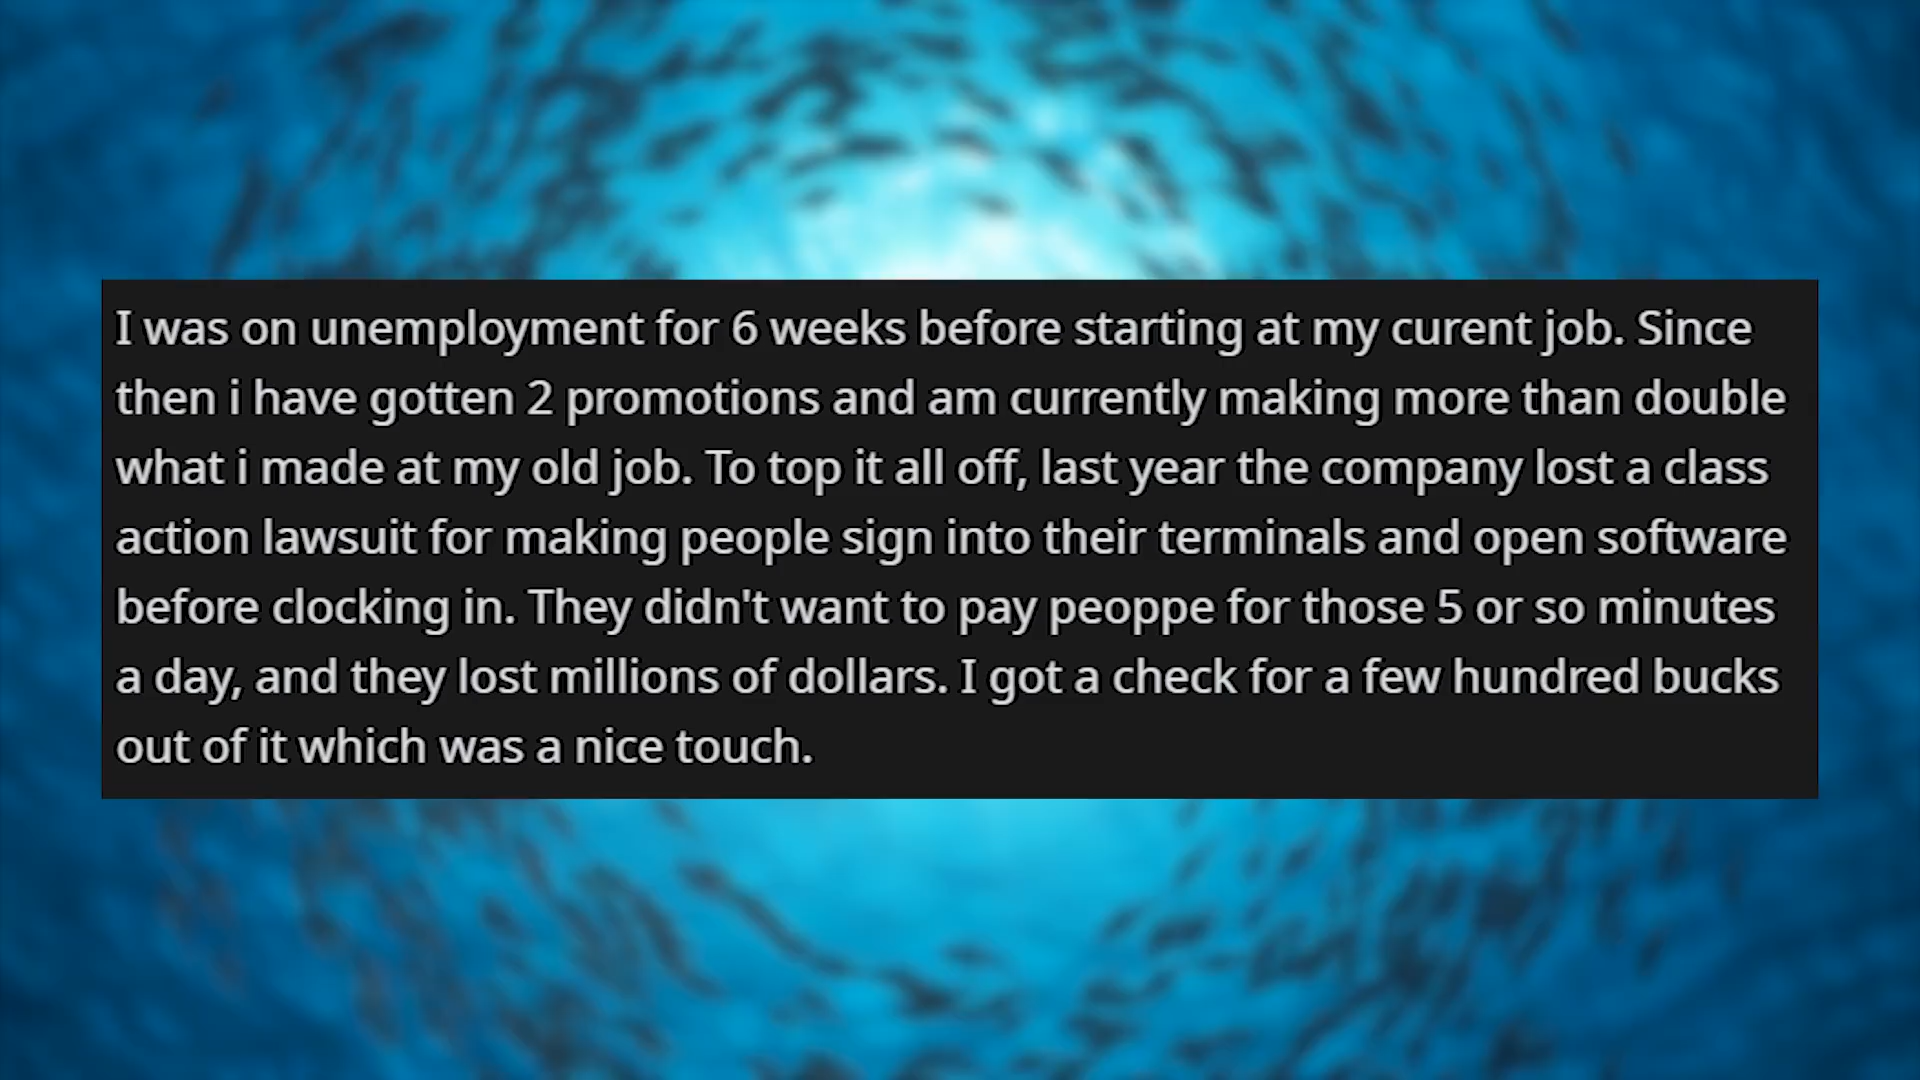 I was on unemployment for 6 weeks before starting at my curent job. Since
then i have gotten 2 promotions and am currently making more than double
what i made at my old job. To top it all off, last year the company lost a class
action lawsuit for making people sign into their terminals and open software
before clocking in. They didn't want to pay peoppe for those 5 or so minutes
a day, and they lost millions of dollars. I got a check for a few hundred bucks
out of it which was a nice touch.